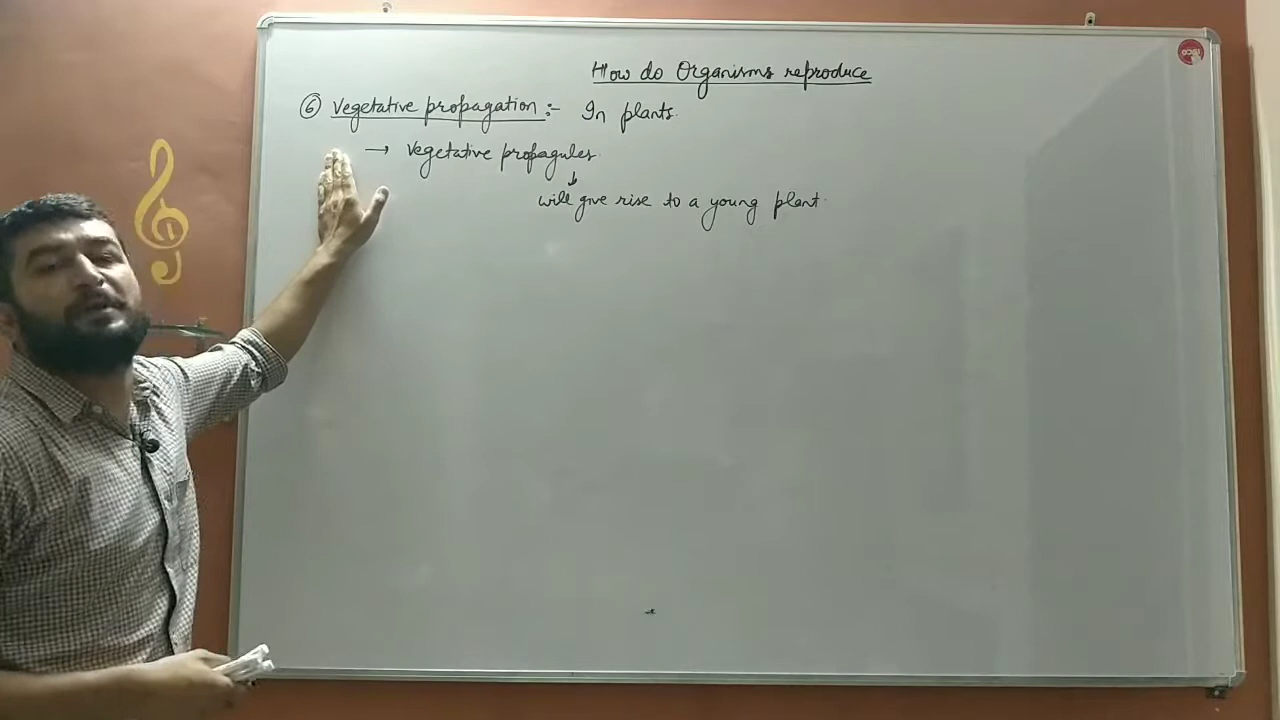 How do Organisms reproduce
⑥ Vegetative propagation :- In plants.
→ Vegetative propagules.
↓
will give rise to a young plant.